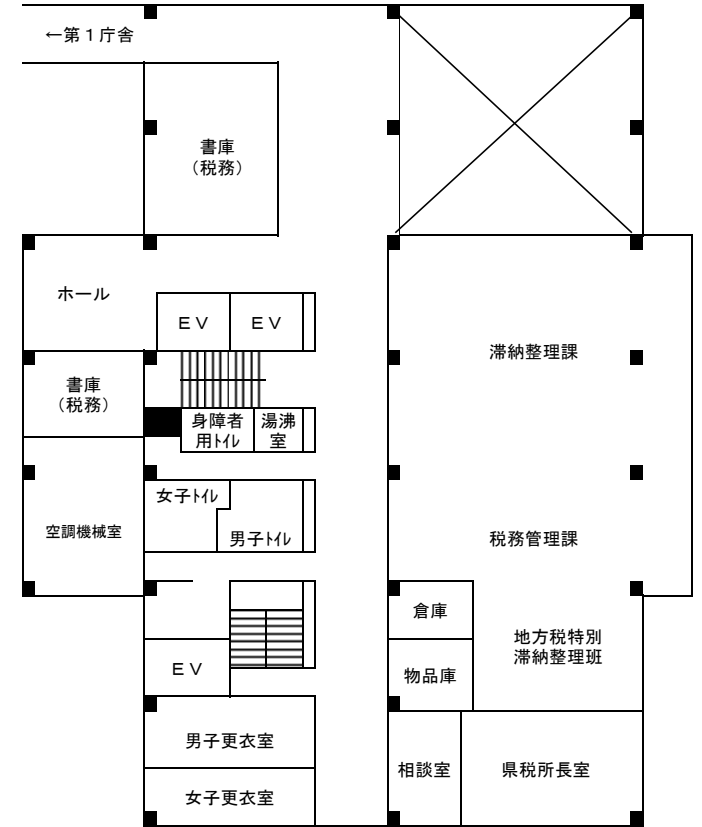 ←第１庁舎
書庫
（税務）
ホール
ＥＶ
ＥＶ
滞納整理課
書庫
（税務）
身障者
用ﾄｲﾚ
湯沸
室
女子ﾄｲﾚ
男子ﾄｲﾚ
空調機械室
税務管理課
倉庫
地方税特別
滞納整理班
物品庫
ＥＶ
男子更衣室
相談室
県税所長室
女子更衣室